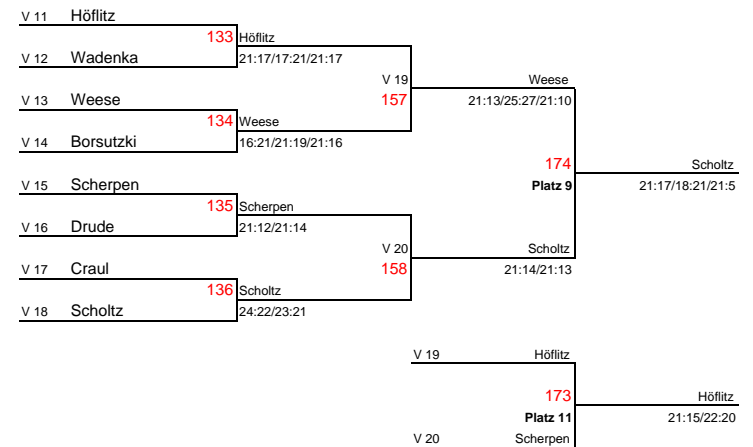 V 11 Höflitz
133 Höflitz
V 12 Wadenka 21:17/17:21/21:17
V 19 Weese
V 13 Weese 157 21:13/25:27/21:10
134 Weese
V 14 Borsutzki 16:21/21:19/21:16
174 Scholtz
V 15 Scherpen Platz 9 21:17/18:21/21:5
135 Scherpen
V 16 Drude 21:12/21:14
V 20 Scholtz
V 17 Craul 158 21:14/21:13
136 Scholtz
V 18 Scholtz 24:22/23:21
V 19 Höflitz
173 Höflitz
Platz 11 21:15/22:20
V 20 Scherpen